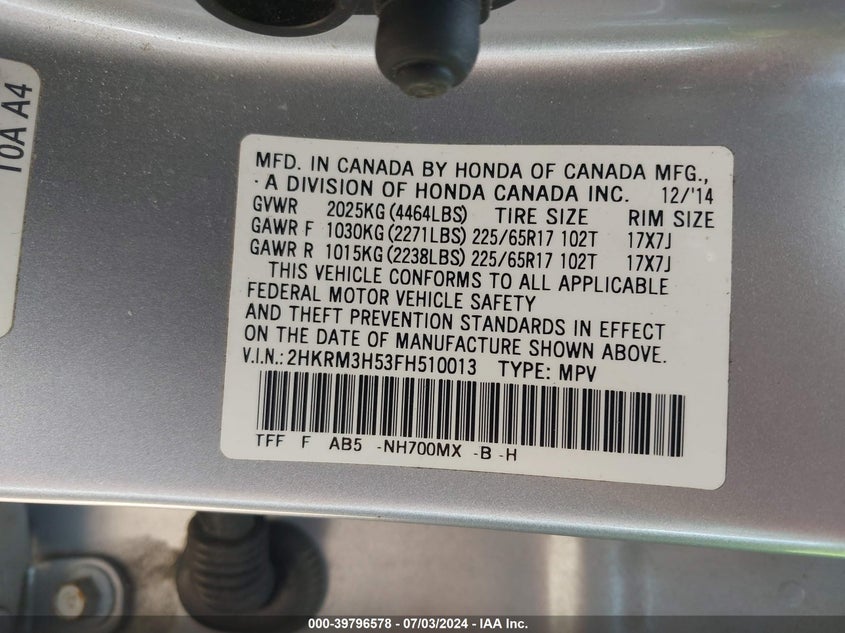 10A A4
MFD. IN CANADA BY HONDA OF CANADA MFG.,
A DIVISION OF HONDA CANADA INC. 12/'14
GVWR 2025KG (4464LBS) TIRE SIZE RIM SIZE
GAWR F 1030KG (2271LBS) 225/65R17 102T 17X7J
GAWR R 1015KG (2238LBS) 225/65R17 102T 17X7J
THIS VEHICLE CONFORMS TO ALL APPLICABLE
FEDERAL MOTOR VEHICLE SAFETY
AND THEFT PREVENTION STANDARDS IN EFFECT
ON THE DATE OF MANUFACTURE SHOWN ABOVE.
V.I.N.: 2HKRM3H53FH510013 TYPE: MPV
TFF F AB5 -NH700MX -B -H
000-39796578 - 07/03/2024 - IAA Inc.